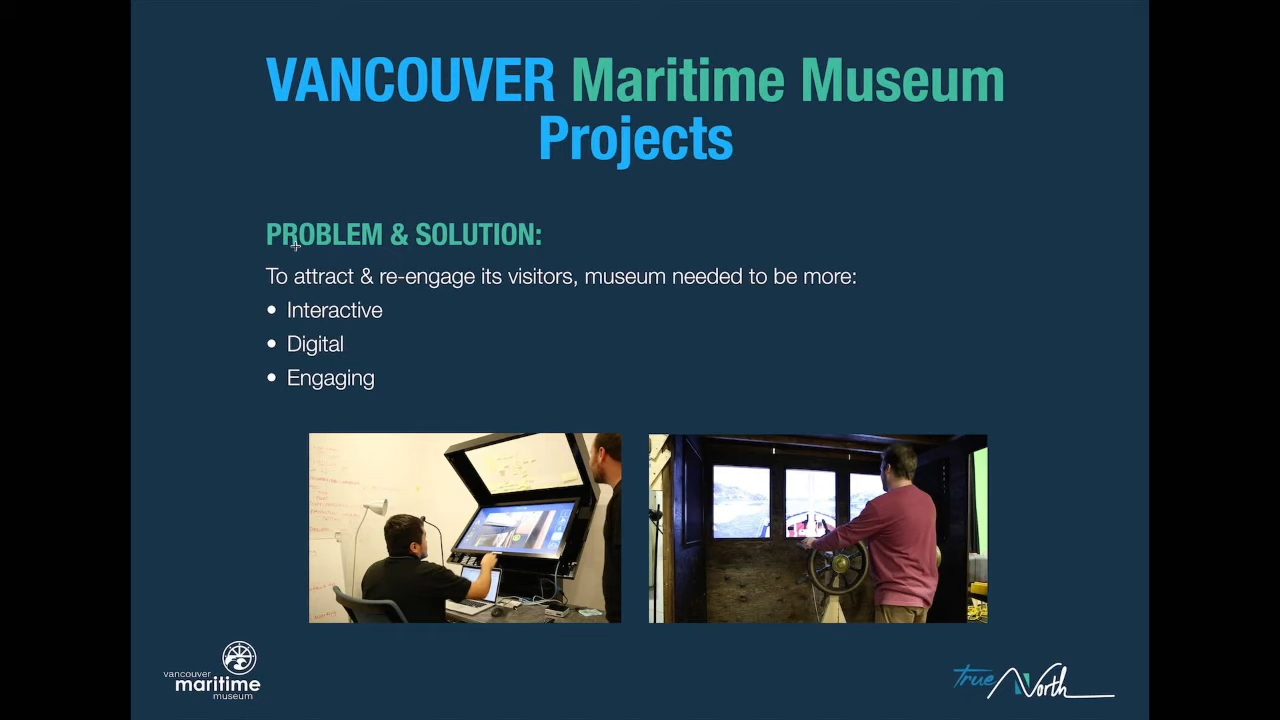 VANCOUVER Maritime Museum
Projects
PROBLEM & SOLUTION:
To attract & re-engage its visitors, museum needed to be more:
• Interactive
• Digital
• Engaging
vancouver
maritime
museum
true North